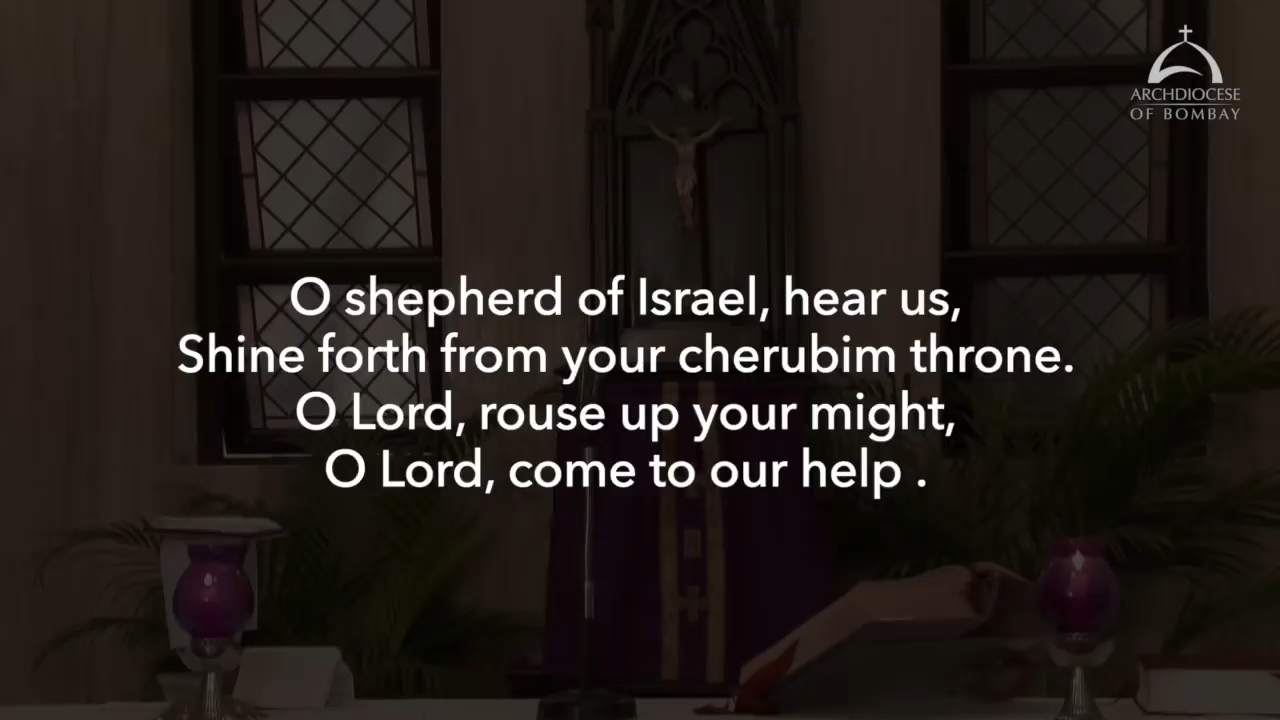 ARCHDIOCESE
OF BOMBAY
O shepherd of Israel, hear us,
Shine forth from your cherubim throne.
O Lord, rouse up your might,
O Lord, come to our help .